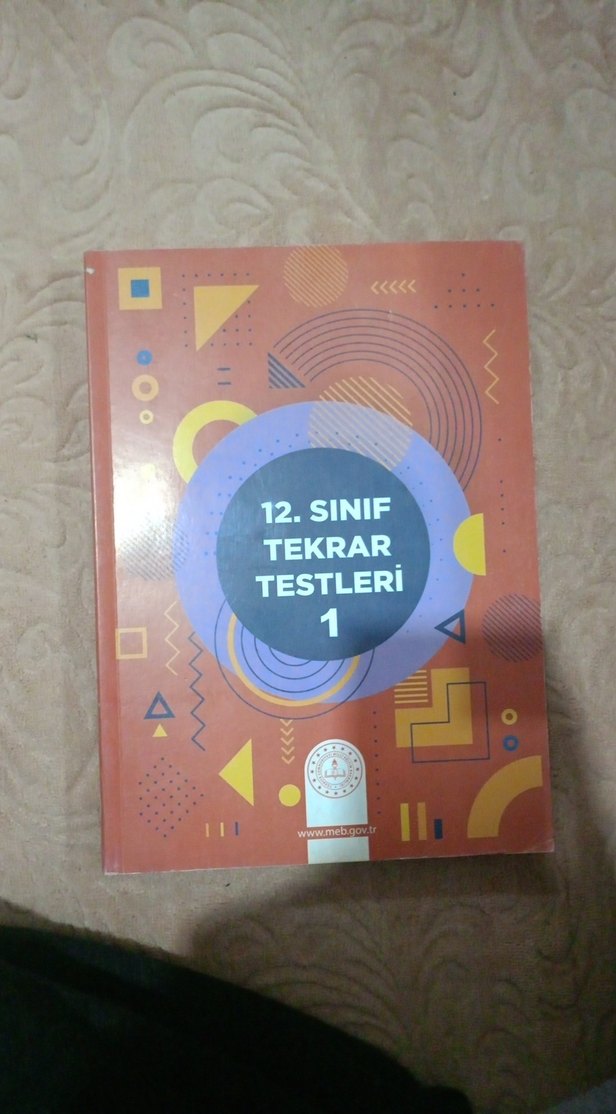 12. SINIF
TEKRAR
TESTLERİ
1
www.meb.gov.tr